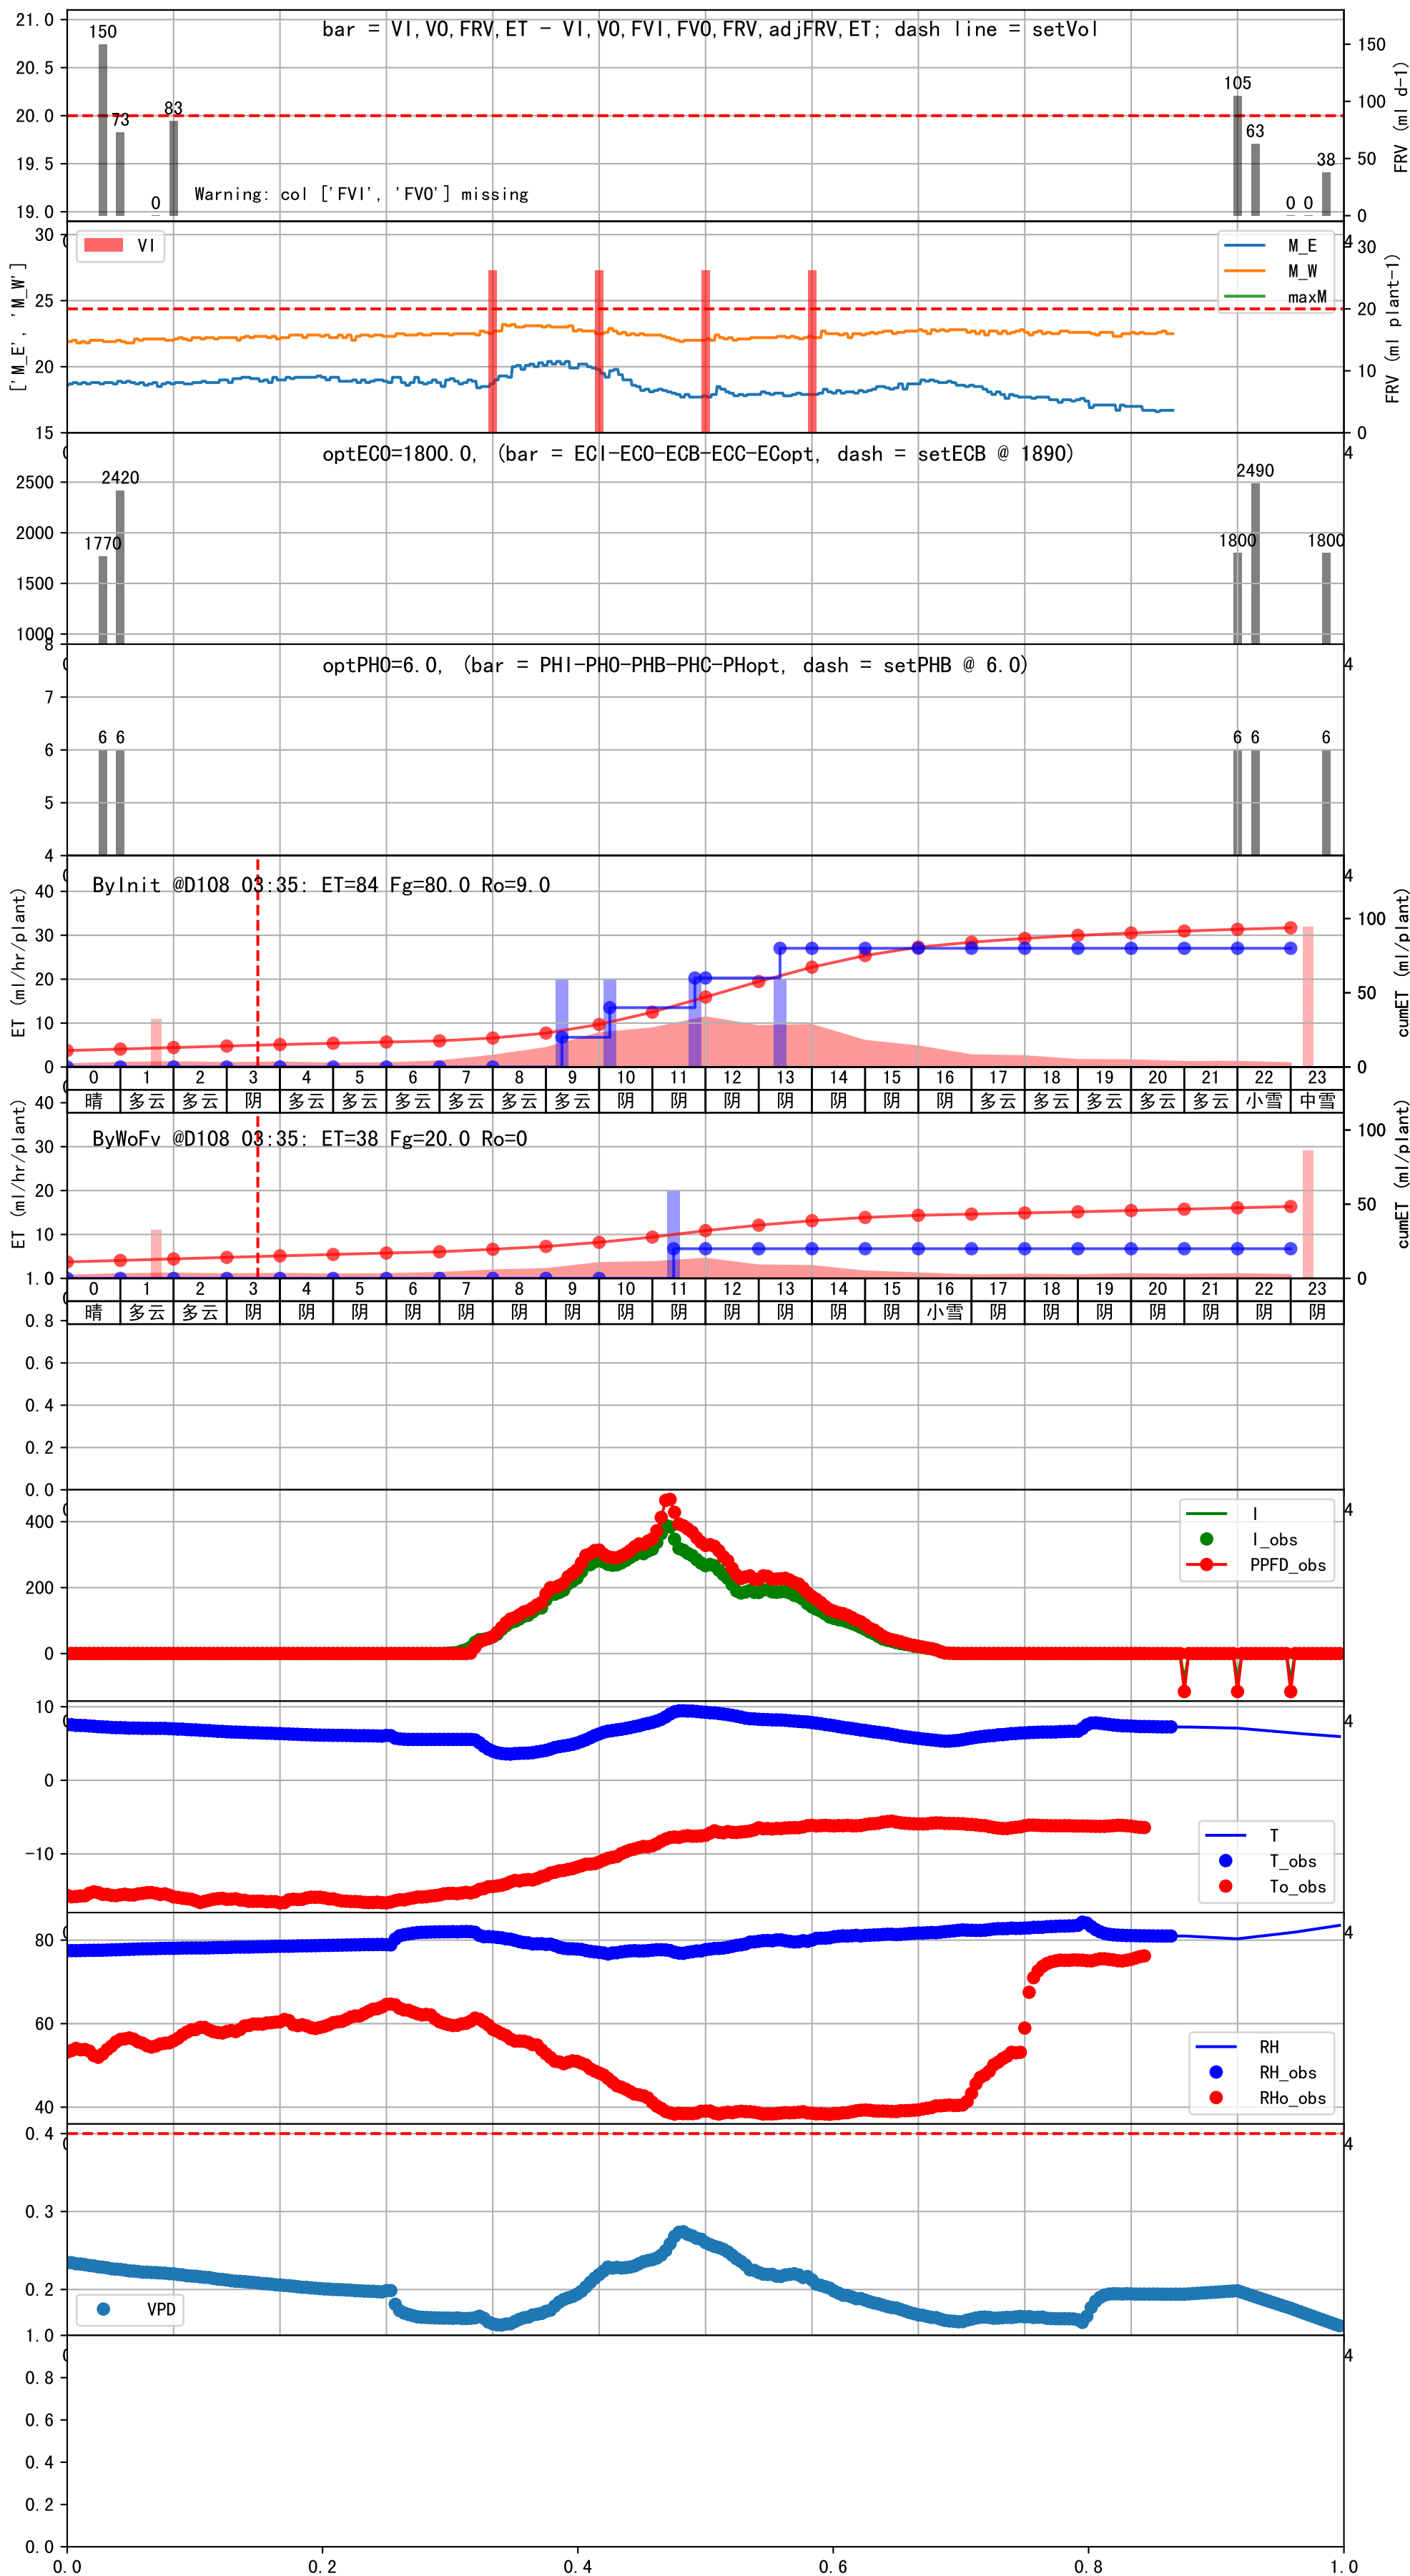 bar = VI,VO,FRV,ET - VI,VO,FVI,FVO,FRV,adjFRV,ET; dash line = setVol
21.0
20.5
20.0
19.5
19.0
150
73
0
83
105
63
0 0
38
Warning: col ['FVI', 'FVO'] missing
150
100
50
0
FRV (ml d-1)
['M_E', 'M_W']
30
25
20
15
VI
M_E
M_W
maxM
4
30
20
10
0
FRV (ml plant-1)
optECO=1800.0, (bar = ECI-ECO-ECB-ECC-ECopt, dash = setECB @ 1890)
4
2500
2000
1500
1000
1770
2420
1800
2490
1800
optPHO=6.0, (bar = PHI-PHO-PHB-PHC-PHopt, dash = setPHB @ 6.0)
4
8
7
6
5
4
6 6
6 6
6
ByInit @D108 03:35: ET=84 Fg=80.0 Ro=9.0
4
ET (ml/hr/plant)
40
30
20
10
0
100
50
0
cumET (ml/plant)
0 1 2 3 4 5 6 7 8 9 10 11 12 13 14 15 16 17 18 19 20 21 22 23
晴 多云 多云 阴 多云 多云 多云 多云 多云 多云 阴 阴 阴 阴 阴 阴 阴 多云 多云 多云 多云 多云 小雪 中雪
ByWoFv @D108 03:35: ET=38 Fg=20.0 Ro=0
ET (ml/hr/plant)
40
30
20
10
100
50
0
cumET (ml/plant)
0 1 2 3 4 5 6 7 8 9 10 11 12 13 14 15 16 17 18 19 20 21 22 23
晴 多云 多云 阴 阴 阴 阴 阴 阴 阴 阴 阴 阴 阴 阴 阴 小雪 阴 阴 阴 阴 阴 阴 阴
1.0
0.8
0.6
0.4
0.2
0.0
4
400
200
0
I
I_obs
PPFD_obs
4
10
0
-10
T
T_obs
To_obs
4
80
60
40
RH
RH_obs
RHo_obs
4
0.4
0.3
0.2
VPD
4
1.0
0.8
0.6
0.4
0.2
0.0
0.0 0.2 0.4 0.6 0.8 1.0